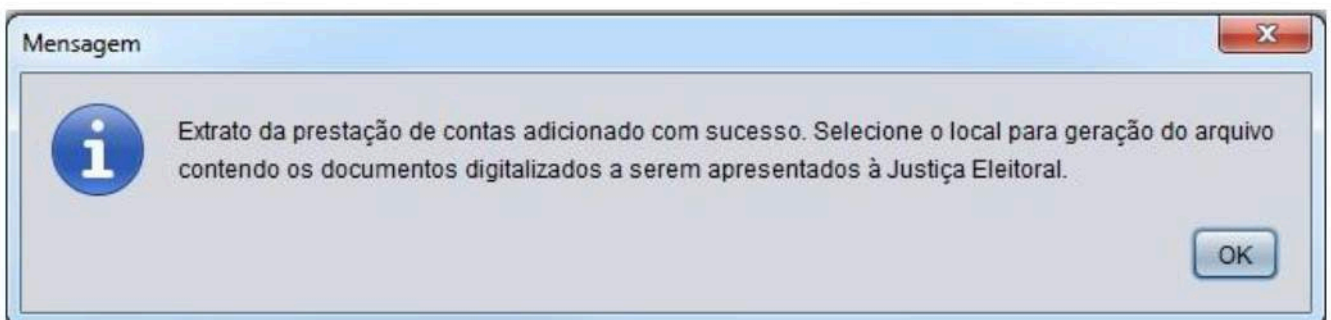 Mensagem
Extrato da prestação de contas adicionado com sucesso. Selecione o local para geração do arquivo
contendo os documentos digitalizados a serem apresentados à Justiça Eleitoral.
OK